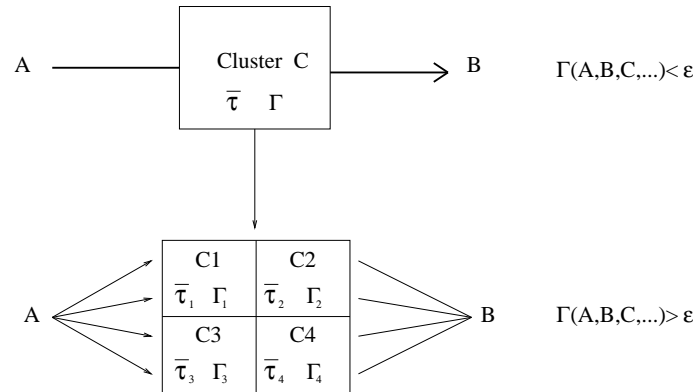 A Cluster C B Γ(A,B,C,...)< ε
τ̅ Γ
C1 C2
τ̅₁ Γ₁ τ̅₂ Γ₂
A B Γ(A,B,C,...)> ε
C3 C4
τ̅₃ Γ₃ τ̅₄ Γ₄